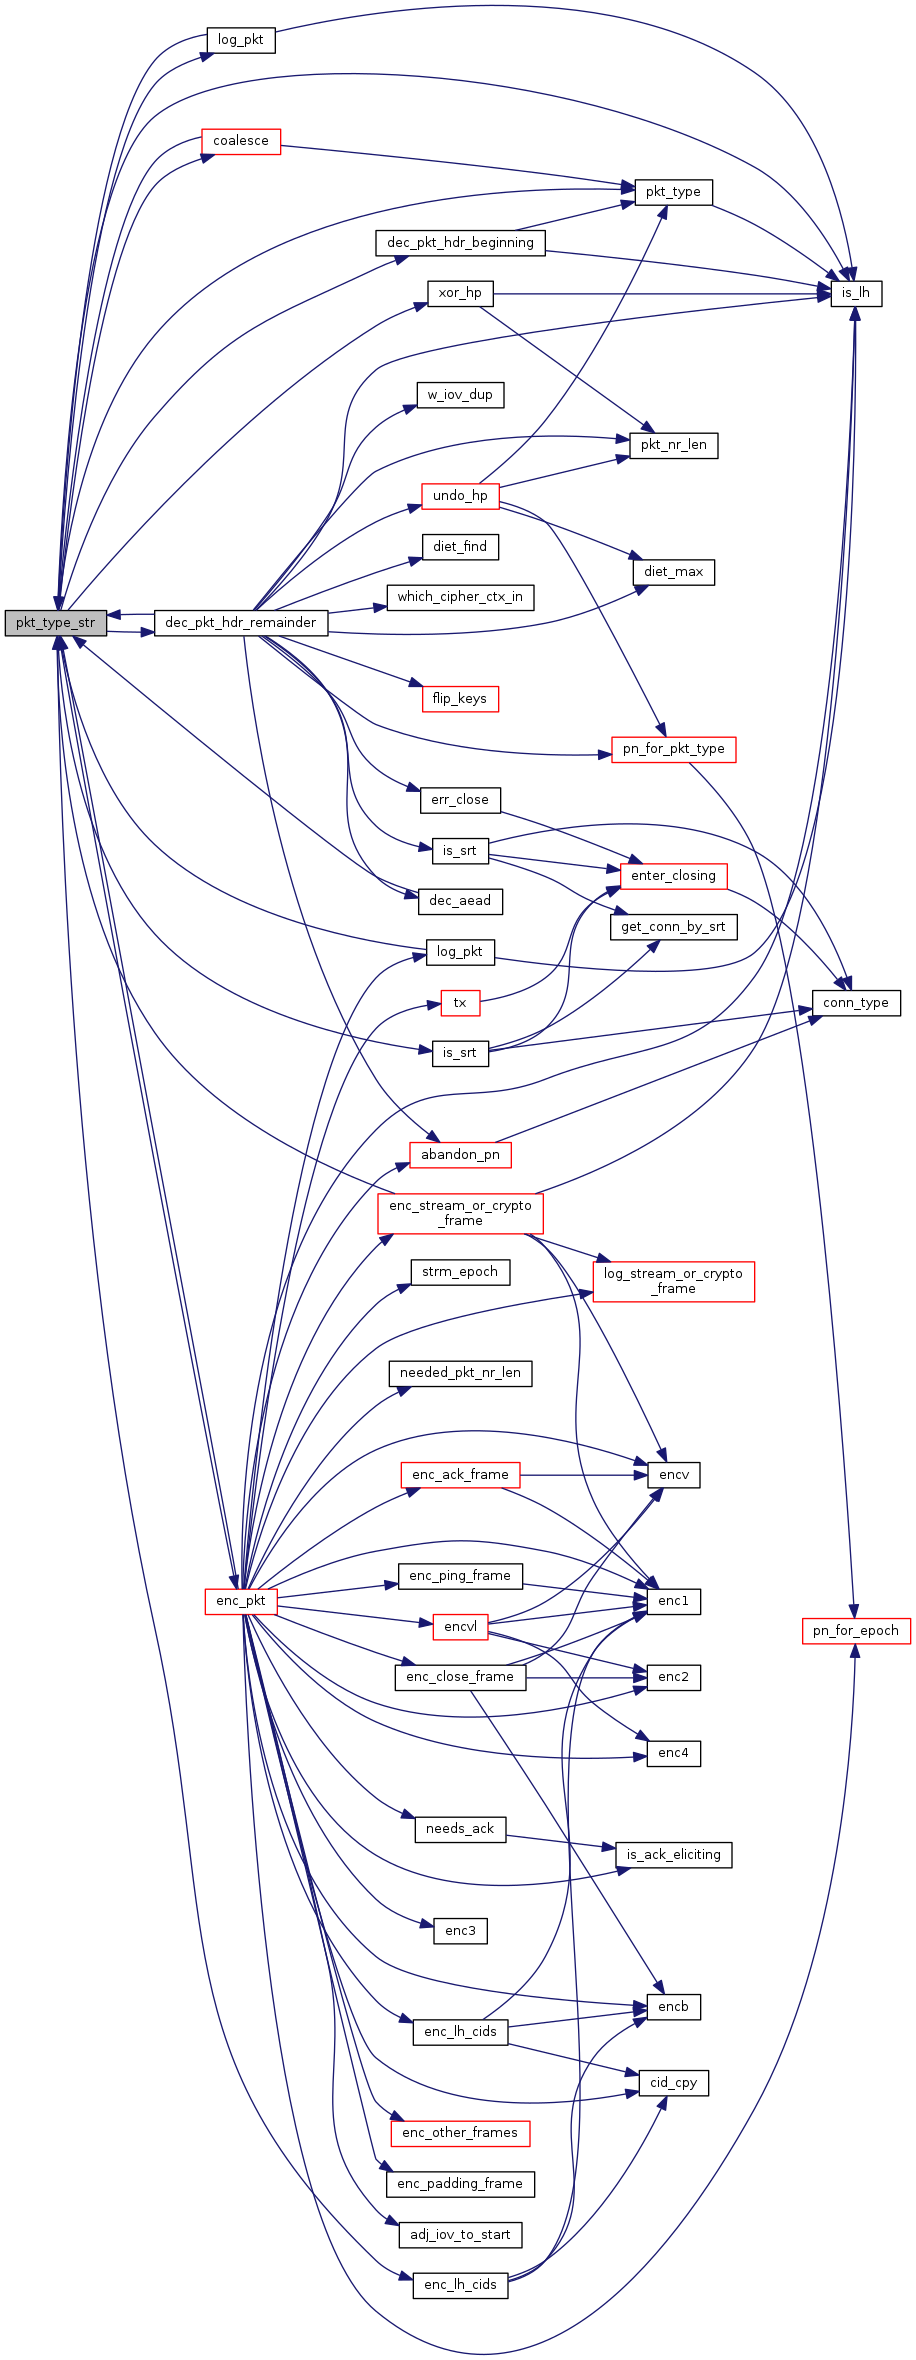 log_pkt
coalesce
pkt_type
dec_pkt_hdr_beginning
xor_hp
is_lh
w_iov_dup
pkt_nr_len
undo_hp
diet_find
diet_max
which_cipher_ctx_in
pkt_type_str
dec_pkt_hdr_remainder
flip_keys
pn_for_pkt_type
err_close
is_srt
enter_closing
dec_aead
get_conn_by_srt
log_pkt
tx
conn_type
is_srt
abandon_pn
enc_stream_or_crypto
_frame
strm_epoch
log_stream_or_crypto
_frame
needed_pkt_nr_len
enc_ack_frame
encv
enc_ping_frame
enc_pkt
enc1
encvl
pn_for_epoch
enc_close_frame
enc2
enc4
needs_ack
is_ack_eliciting
enc3
encb
enc_lh_cids
cid_cpy
enc_other_frames
enc_padding_frame
adj_iov_to_start
enc_lh_cids